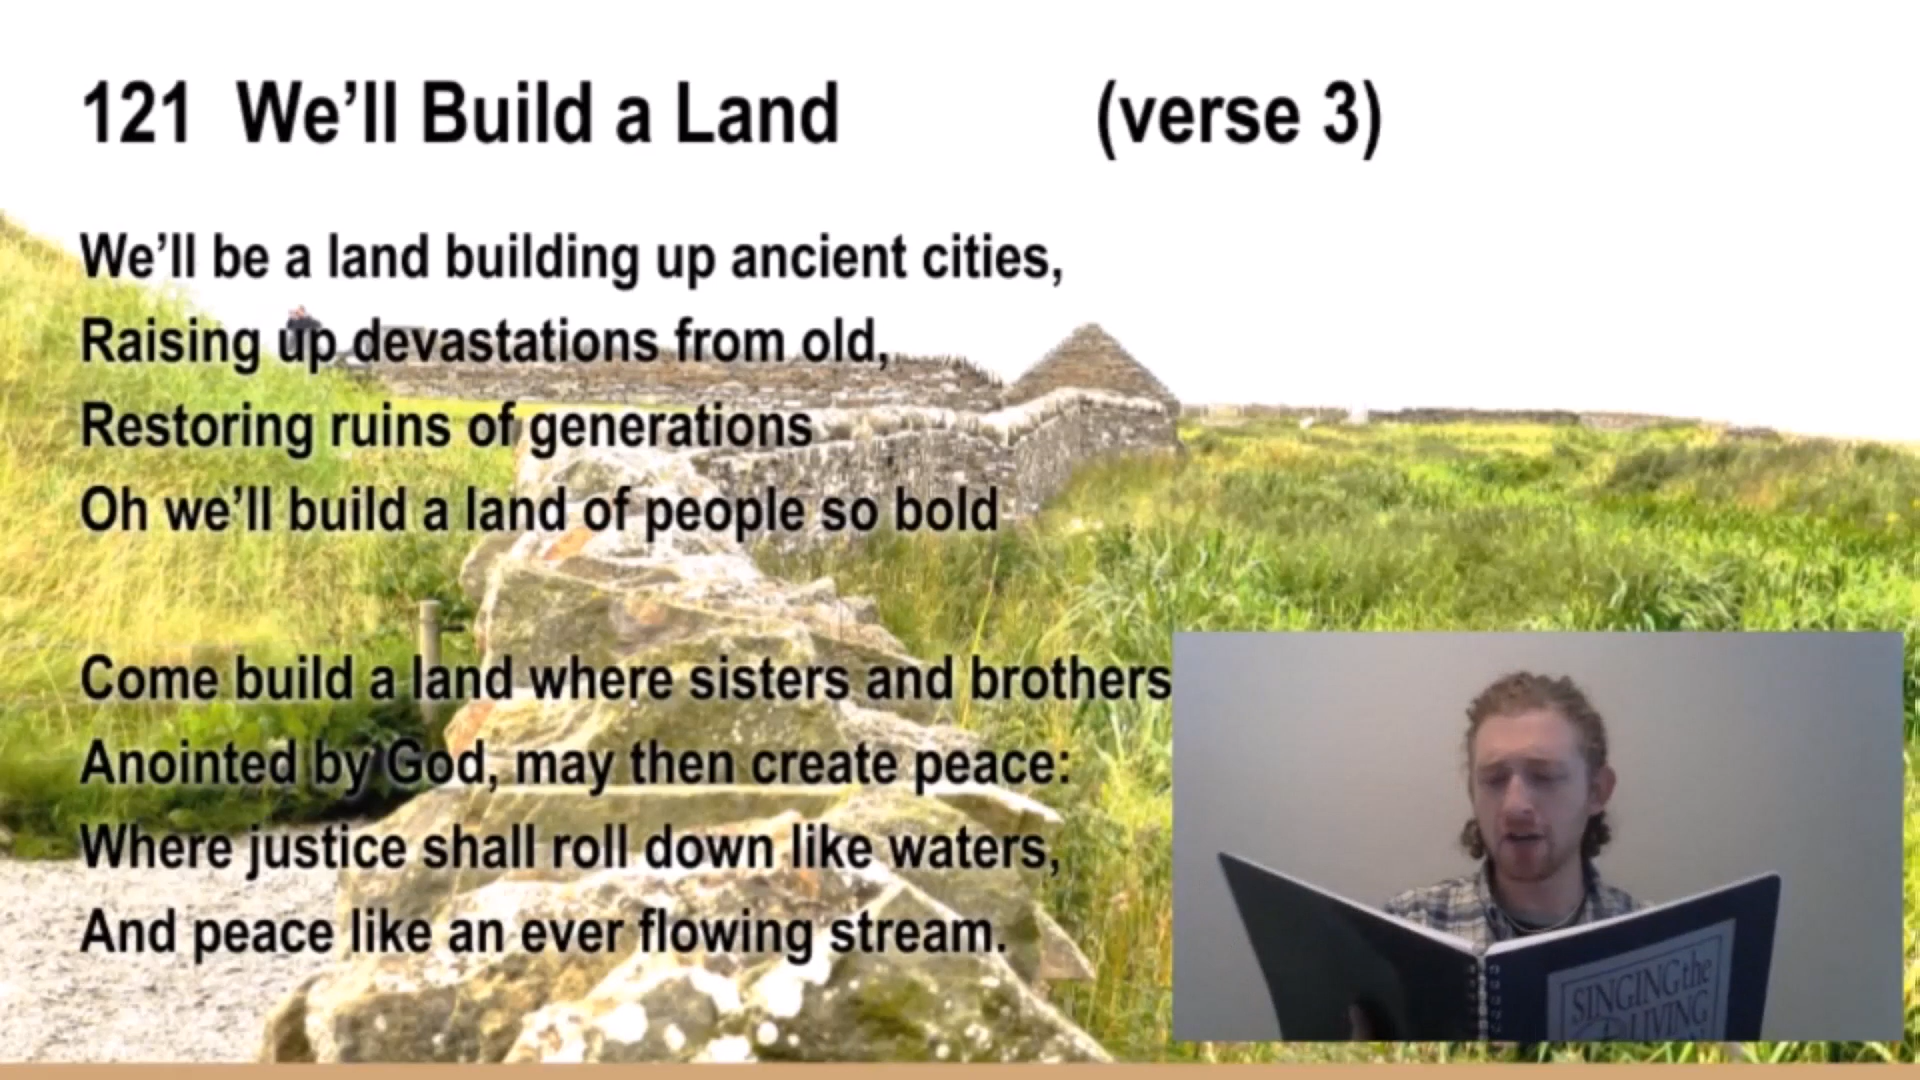 121 We’ll Build a Land (verse 3)
We’ll be a land building up ancient cities,
Raising up devastations from old,
Restoring ruins of generations
Oh we’ll build a land of people so bold
Come build a land where sisters and brothers
Anointed by God, may then create peace:
Where justice shall roll down like waters,
And peace like an ever flowing stream.
SINGING the
LIVING